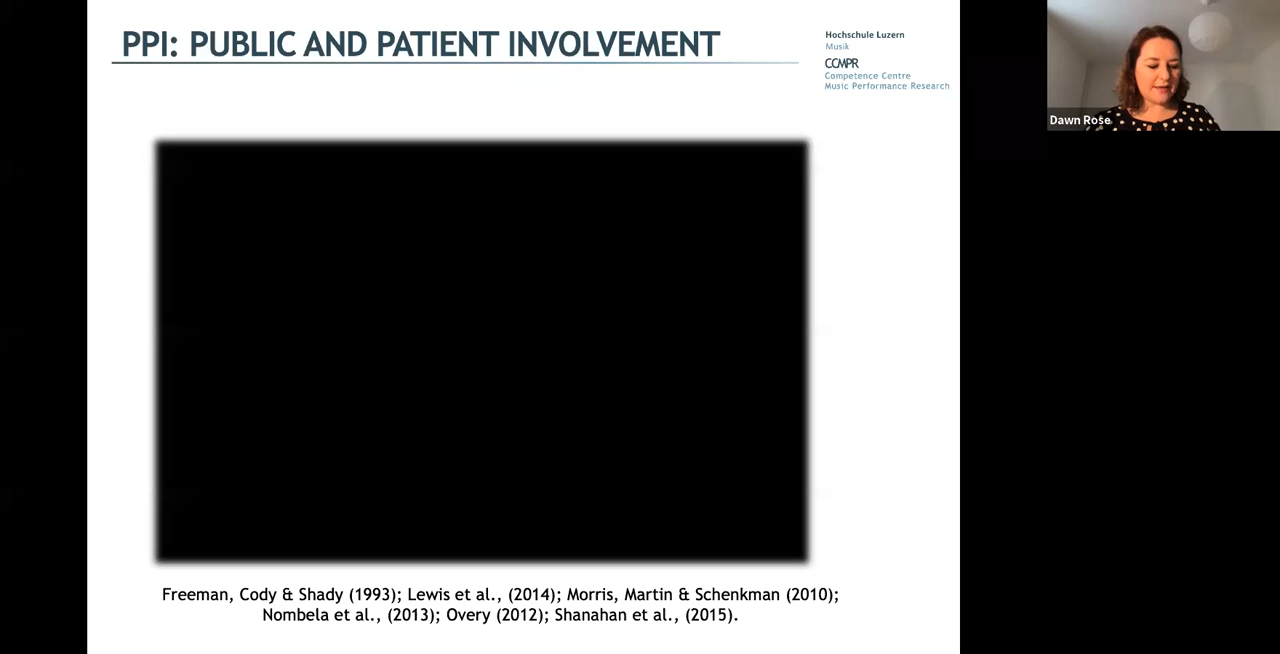 PPI: PUBLIC AND PATIENT INVOLVEMENT
Hochschule Luzern
Musik
CCMPR
Competence Centre
Music Performance Research
Dawn Rose
Freeman, Cody & Shady (1993); Lewis et al., (2014); Morris, Martin & Schenkman (2010);
Nombela et al., (2013); Overy (2012); Shanahan et al., (2015).